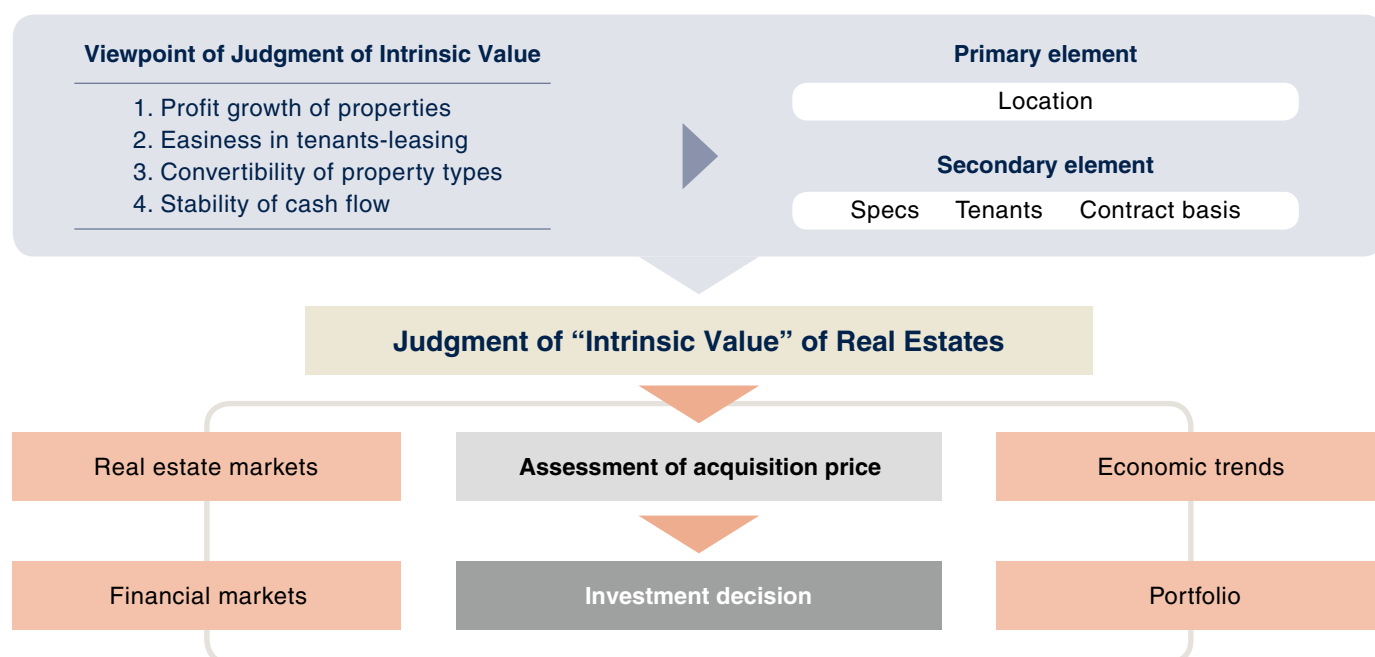 Viewpoint of Judgment of Intrinsic Value
1. Profit growth of properties
2. Easiness in tenants-leasing
3. Convertibility of property types
4. Stability of cash flow
Primary element
Location
Secondary element
Specs Tenants Contract basis
Judgment of “Intrinsic Value” of Real Estates
Real estate markets
Assessment of acquisition price
Economic trends
Financial markets
Investment decision
Portfolio